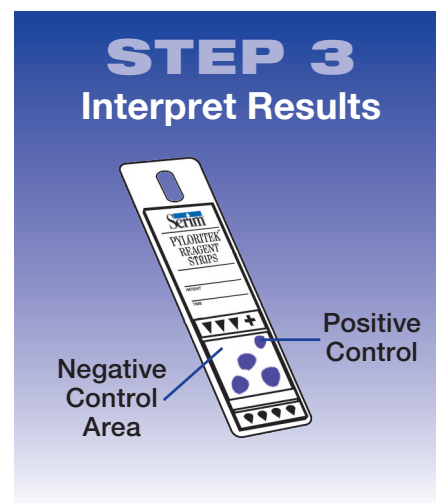 STEP 3
Interpret Results
Serim
PYLORITEK
REAGENT
STRIPS
PATIENT
TIME
Positive
Control
Negative
Control
Area